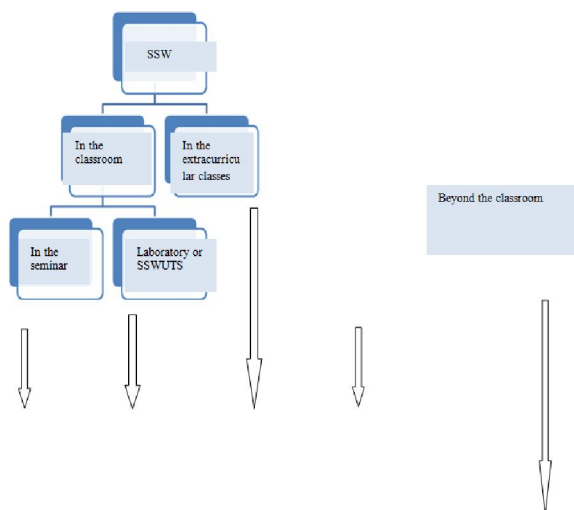 SSW
In the
classroom
In the
extracurricu
lar classes
Beyond the classroom
In the
seminar
Laboratory or
SSWUTS